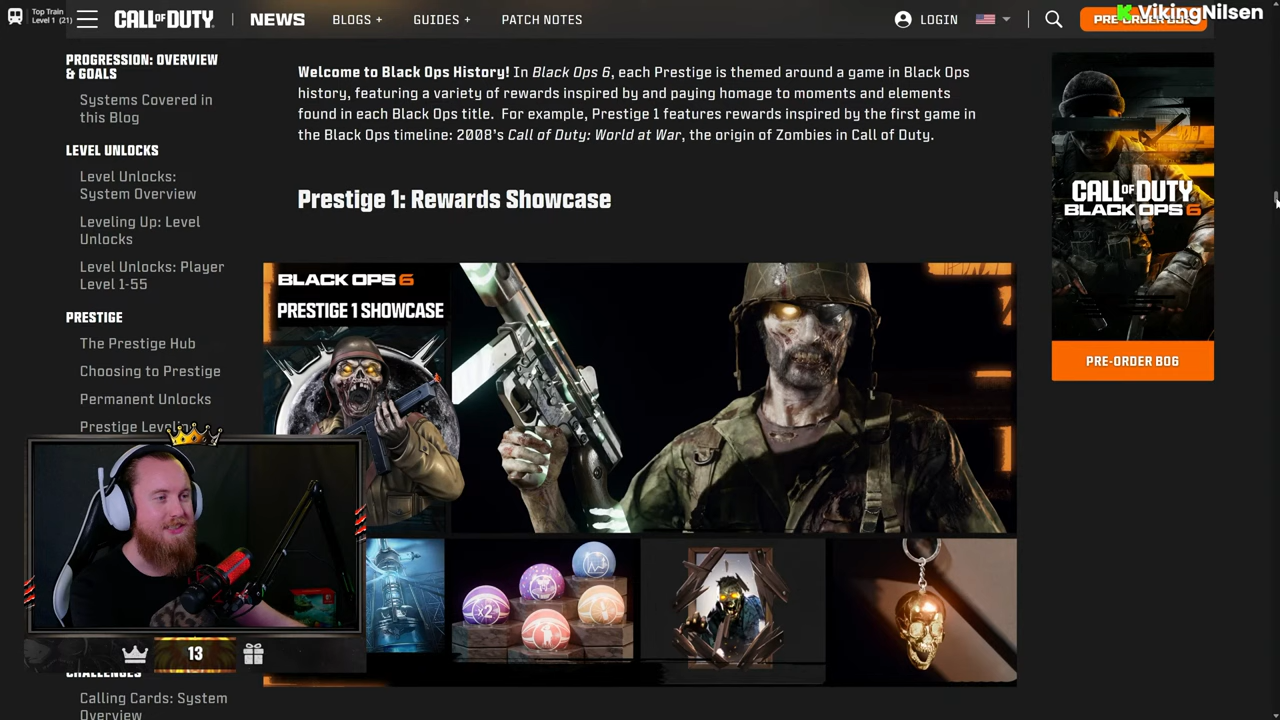 Top Train
Level 1 (21)
CALL OF DUTY
NEWS
BLOGS +
GUIDES +
PATCH NOTES
LOGIN
VikingNilsen
PROGRESSION: OVERVIEW
& GOALS
Systems Covered in
this Blog
LEVEL UNLOCKS
Level Unlocks:
System Overview
Leveling Up: Level
Unlocks
Level Unlocks: Player
Level 1-55
PRESTIGE
The Prestige Hub
Choosing to Prestige
Permanent Unlocks
Prestige Leveling
13
CHALLENGES
Calling Cards: System
Overview
Welcome to Black Ops History! In Black Ops 6, each Prestige is themed around a game in Black Ops
history, featuring a variety of rewards inspired by and paying homage to moments and elements
found in each Black Ops title. For example, Prestige 1 features rewards inspired by the first game in
the Black Ops timeline: 2008's Call of Duty: World at War, the origin of Zombies in Call of Duty.
Prestige 1: Rewards Showcase
BLACK OPS 6
PRESTIGE 1 SHOWCASE
x2
CALL OF DUTY
BLACK OPS 6
PRE-ORDER BO6